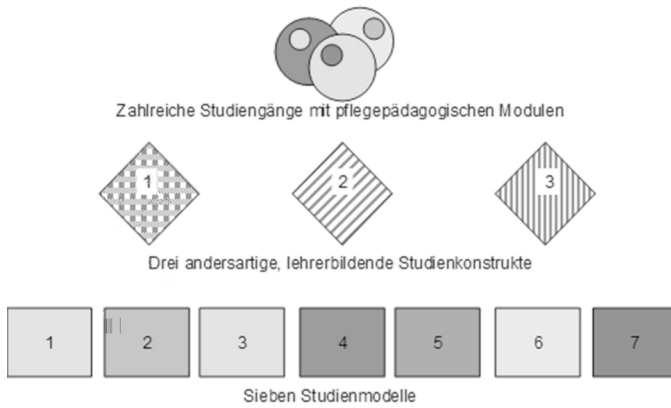 Zahlreiche Studiengänge mit pflegepädagogischen Modulen
1 2 3
Drei andersartige, lehrerbildende Studienkonstrukte
1 2 3 4 5 6 7
Sieben Studienmodelle